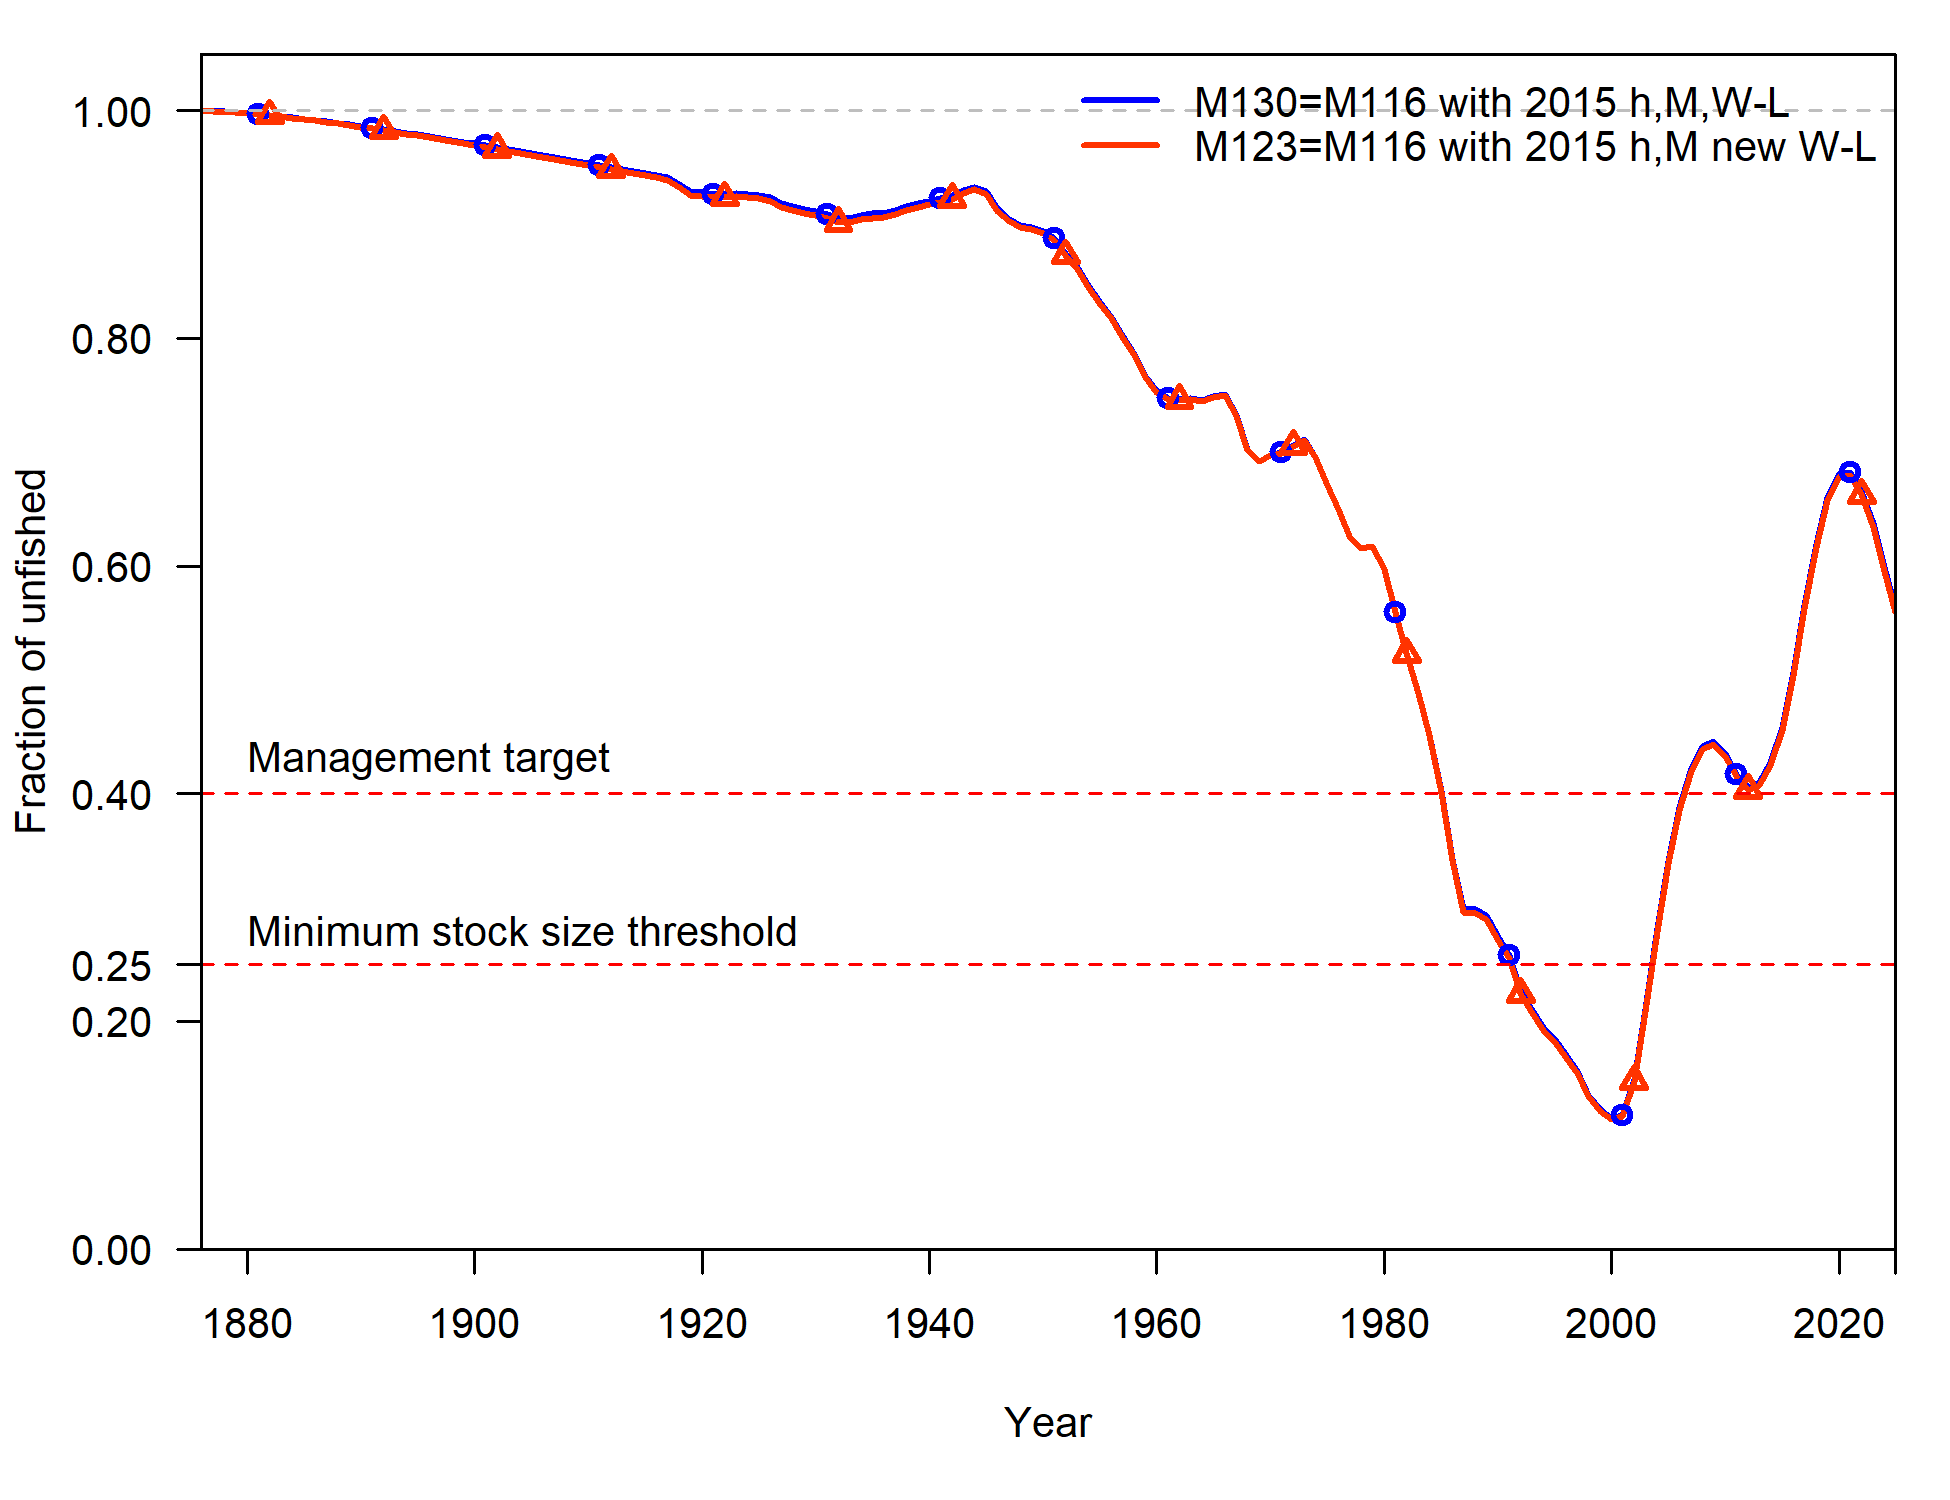 M130=M116 with 2015 h,M,W-L
M123=M116 with 2015 h,M new W-L
1.00
0.80
0.60
0.40
0.25
0.20
0.00
Fraction of unfished
Management target
Minimum stock size threshold
1880 1900 1920 1940 1960 1980 2000 2020
Year